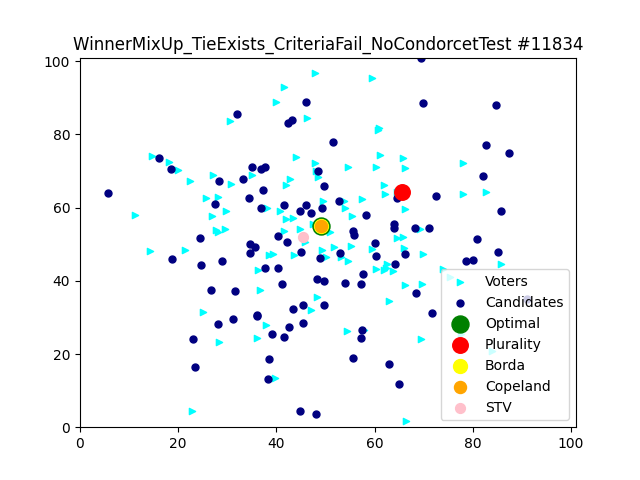 WinnerMixUp_TieExists_CriteriaFail_NoCondorcetTest #11834
100
80
60
40
20
0
0 20 40 60 80 100
Voters
Candidates
Optimal
Plurality
Borda
Copeland
STV